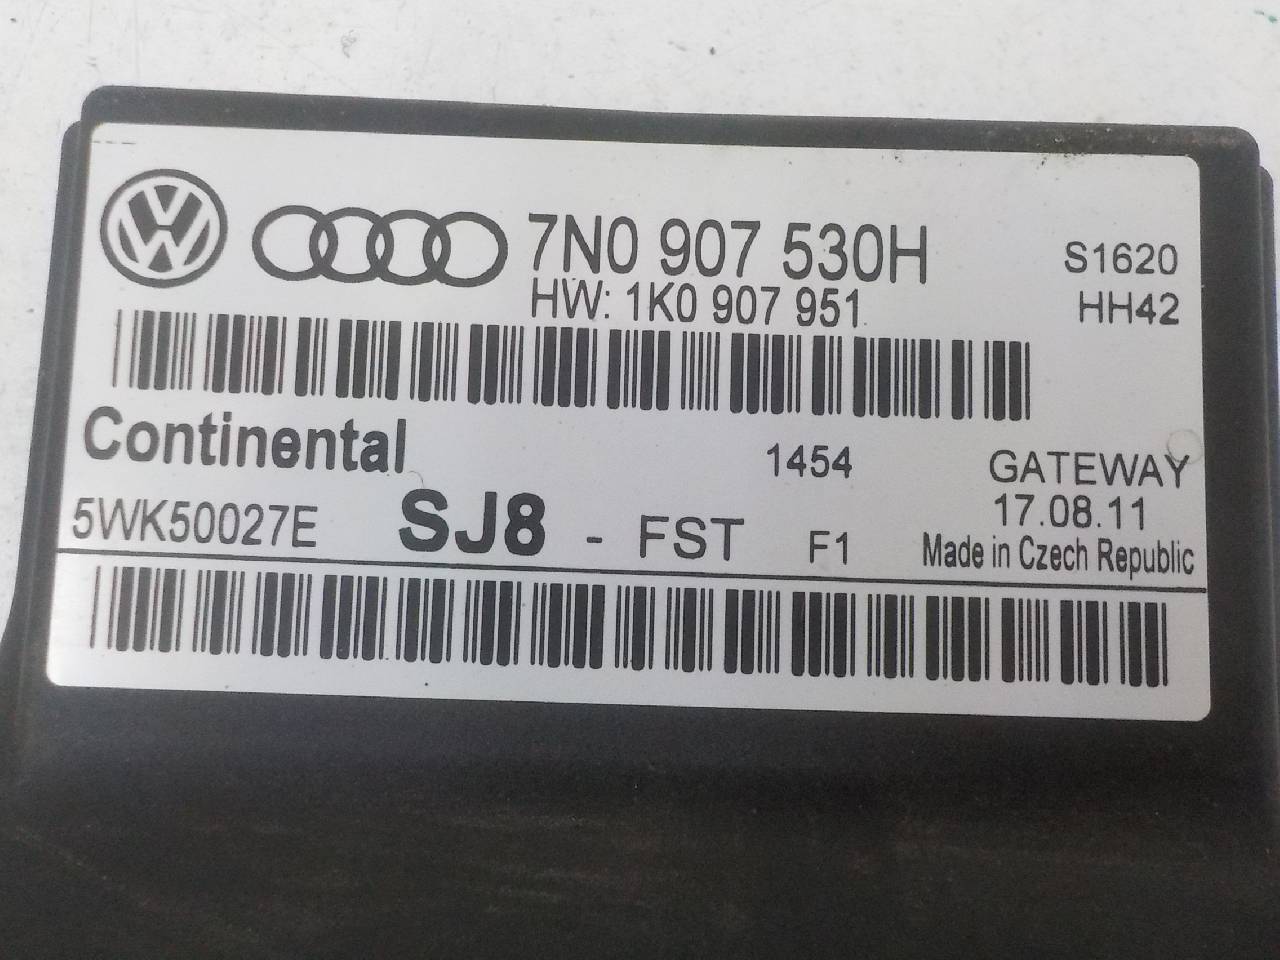 7N0 907 530H S1620
HW: 1K0 907 951 HH42
Continental 1454 GATEWAY
17.08.11
5WK50027E SJ8 - FST F1 Made in Czech Republic